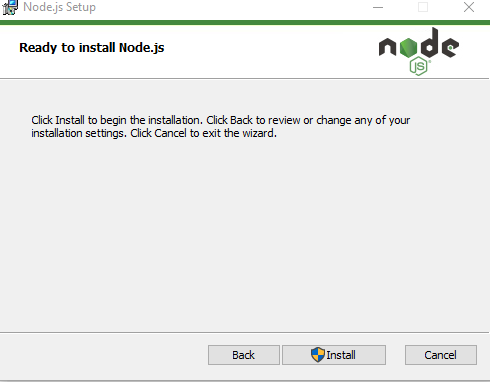 Node.js Setup
Ready to install Node.js
node
JS
Click Install to begin the installation. Click Back to review or change any of your
installation settings. Click Cancel to exit the wizard.
Back
Install
Cancel